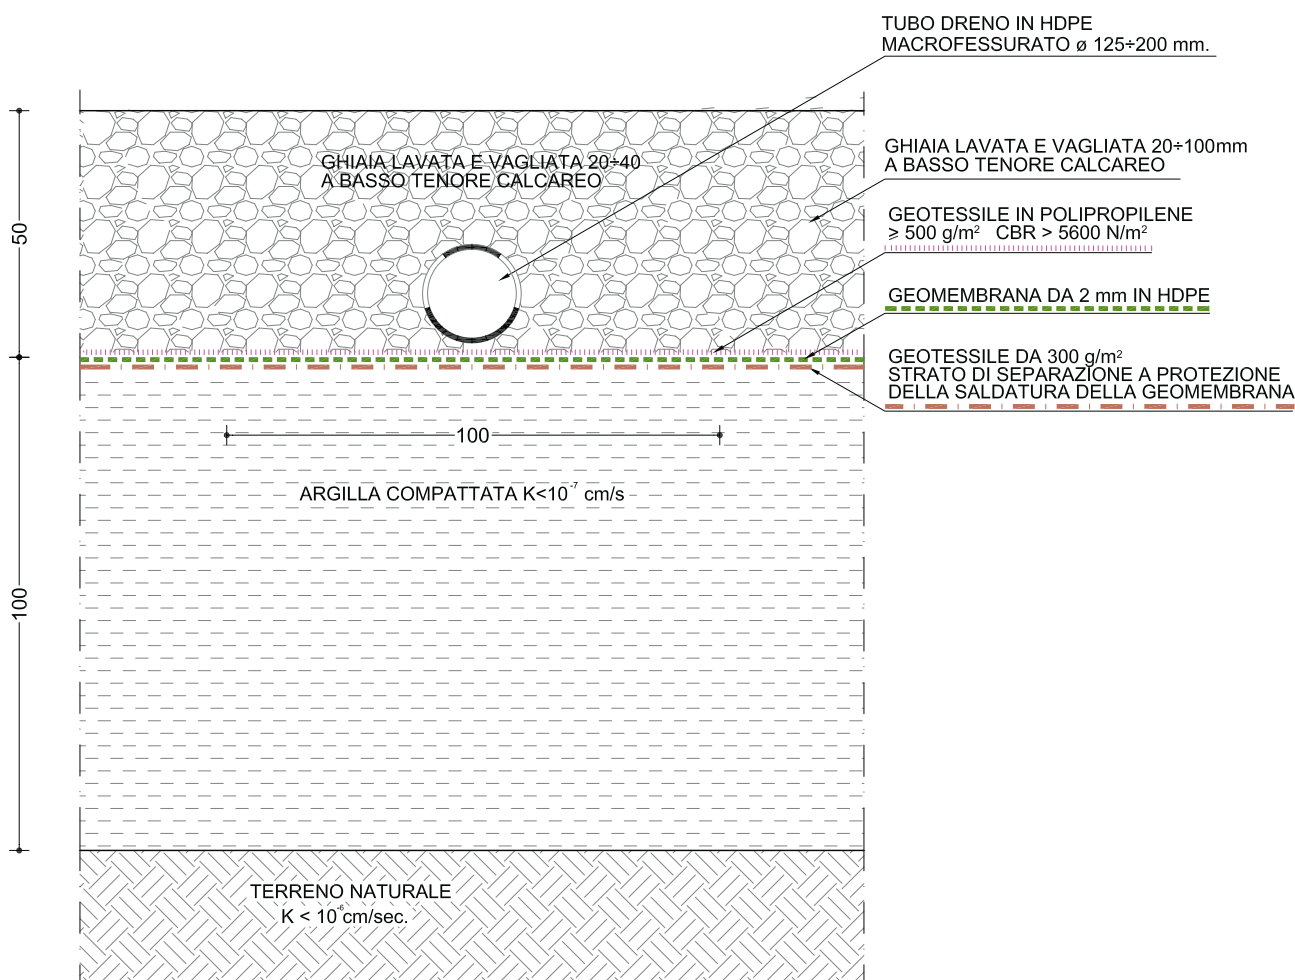 TUBO DRENO IN HDPE
MACROFESSURATO ø 125÷200 mm.
GHIAIA LAVATA E VAGLIATA 20÷40
A BASSO TENORE CALCAREO
GHIAIA LAVATA E VAGLIATA 20÷100mm
A BASSO TENORE CALCAREO
50
GEOTESSILE IN POLIPROPILENE
≥ 500 g/m² CBR > 5600 N/m²
GEOMEMBRANA DA 2 mm IN HDPE
GEOTESSILE DA 300 g/m²
STRATO DI SEPARAZIONE A PROTEZIONE
DELLA SALDATURA DELLA GEOMEMBRANA
100
ARGILLA COMPATTATA K<10⁻⁷ cm/s
100
TERRENO NATURALE
K < 10⁻⁶cm/sec.